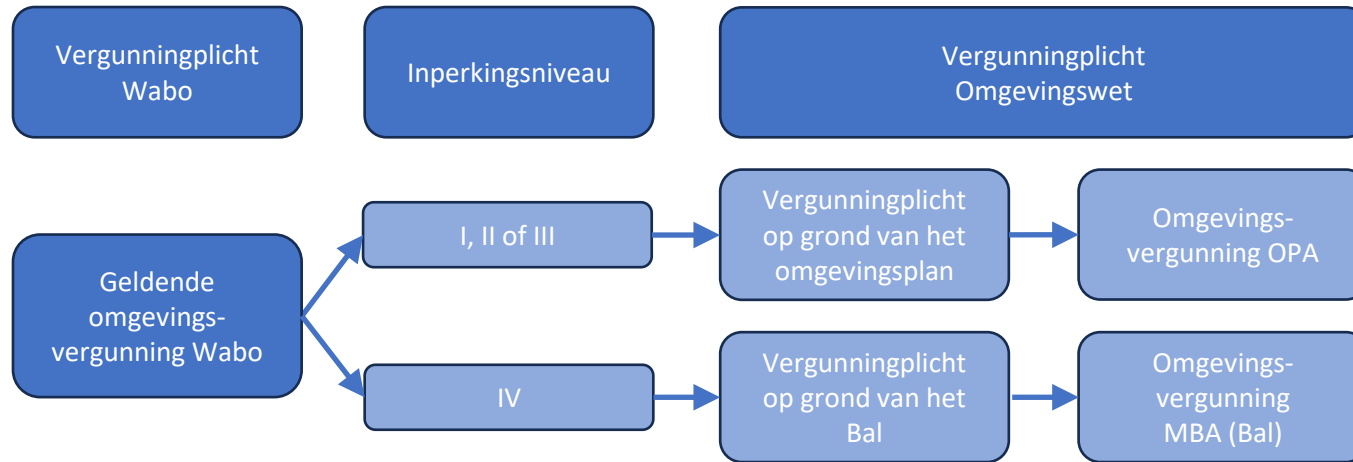 Vergunningplicht
Wabo
Inperkingsniveau
Vergunningplicht
Omgevingswet
Geldende
omgevings-
vergunning Wabo
I, II of III
Vergunningplicht
op grond van het
omgevingsplan
Omgevings-
vergunning OPA
IV
Vergunningplicht
op grond van het
Bal
Omgevings-
vergunning
MBA (Bal)